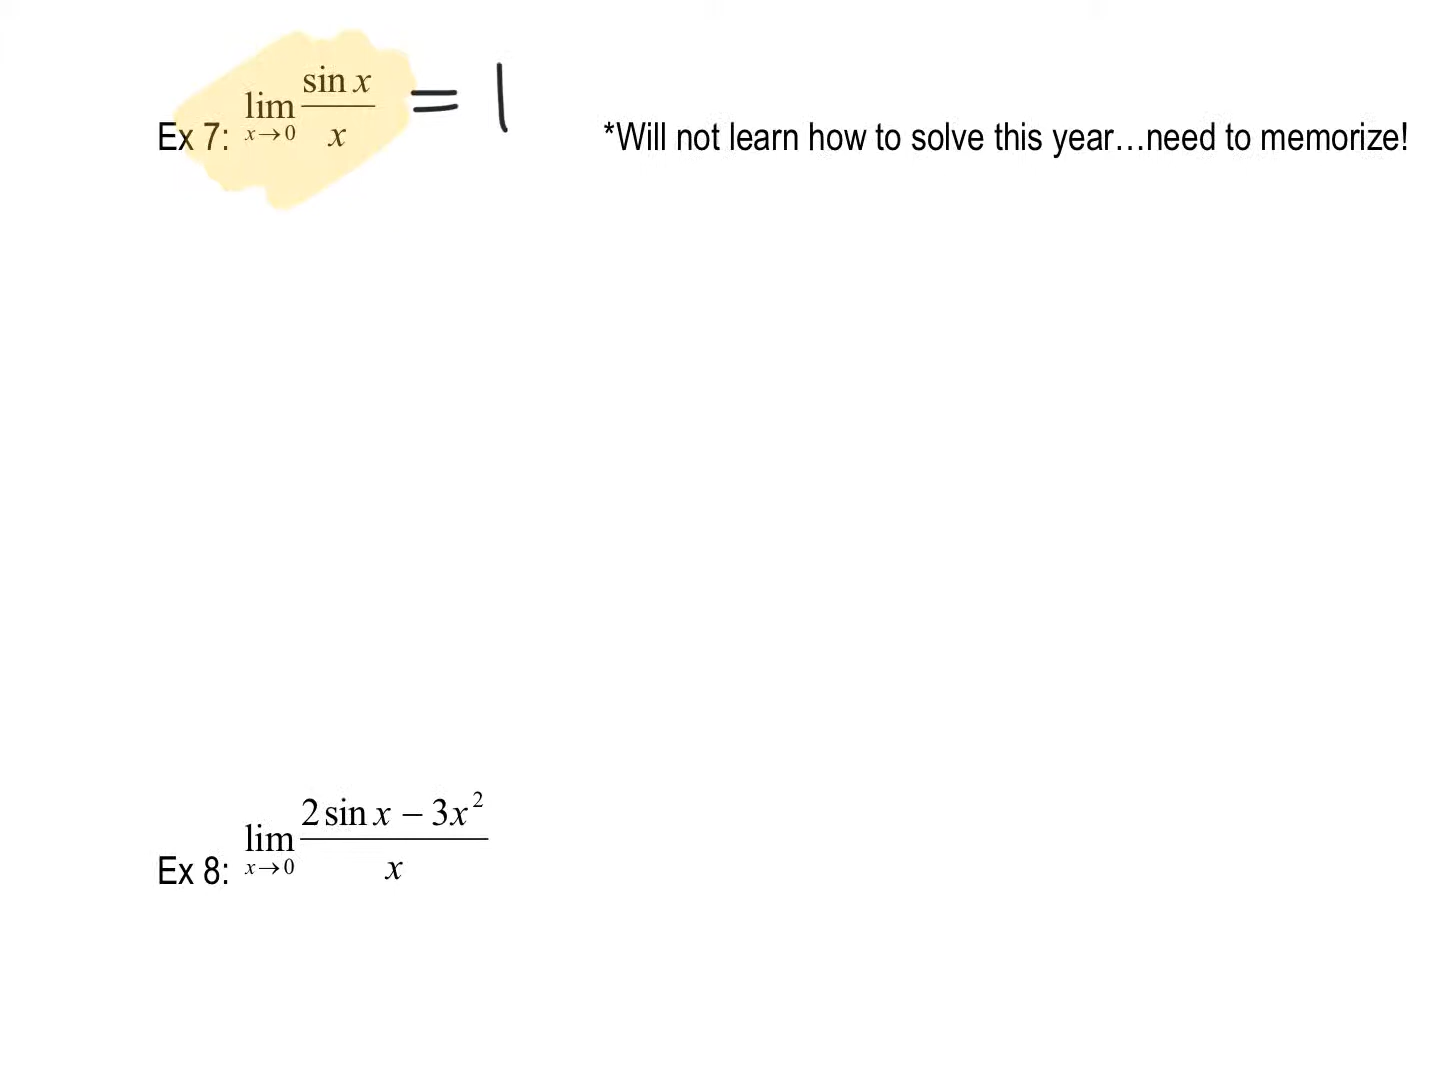 Ex 7: lim x→0 sin x / x = 1 *Will not learn how to solve this year…need to memorize!
Ex 8: lim x→0 2 sin x − 3x² / x